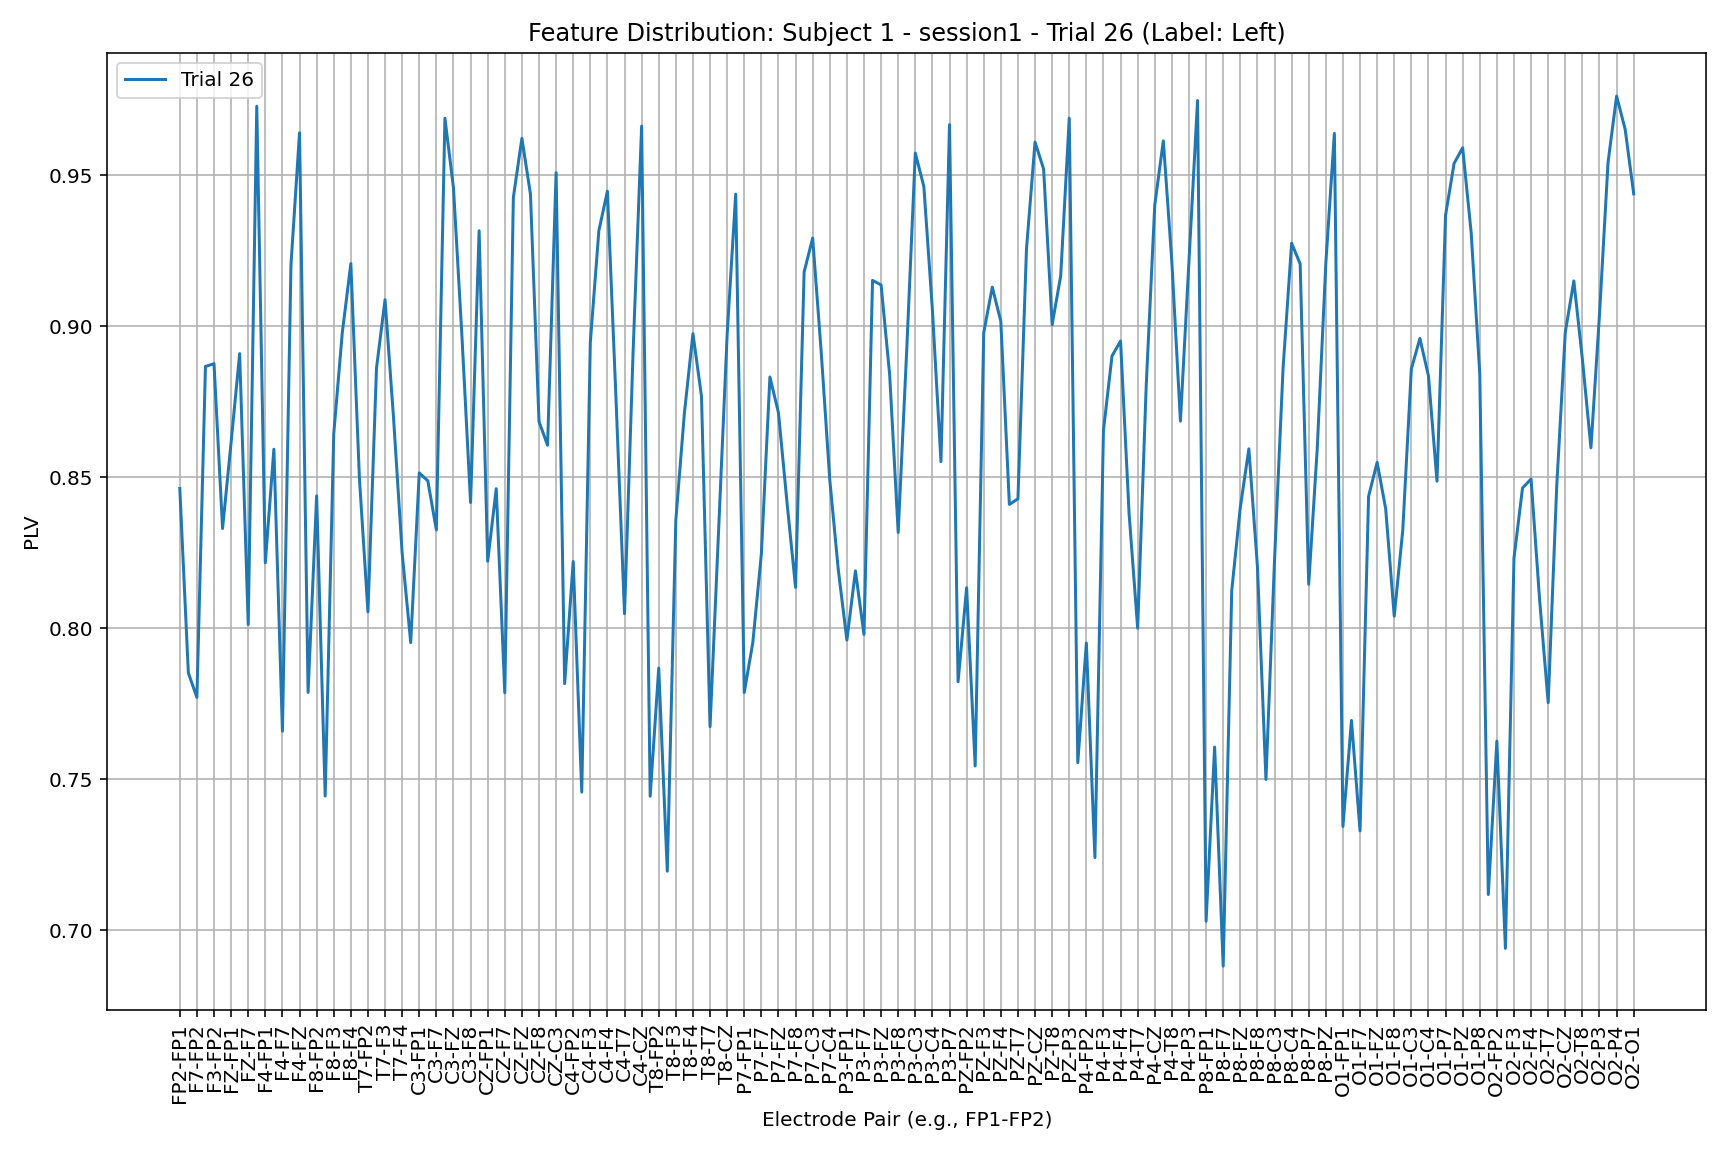 Feature Distribution: Subject 1 - session1 - Trial 26 (Label: Left)
Trial 26
PLV
0.95
0.90
0.85
0.80
0.75
0.70
FP2-FP1
F7-FP2
F3-FP2
FZ-FP1
FZ-F7
F4-FP1
F4-F7
F4-FZ
F8-FP2
F8-F3
F8-F4
T7-FP2
T7-F3
T7-F4
C3-FP1
C3-F7
C3-FZ
C3-F8
CZ-FP1
CZ-F7
CZ-FZ
CZ-F8
CZ-C3
C4-FP2
C4-F3
C4-F4
C4-T7
C4-CZ
T8-FP2
T8-F3
T8-F4
T8-T7
T8-CZ
P7-FP1
P7-F7
P7-FZ
P7-F8
P7-C3
P7-C4
P3-FP1
P3-F7
P3-FZ
P3-F8
P3-C3
P3-C4
P3-P7
PZ-FP2
PZ-F3
PZ-F4
PZ-T7
PZ-CZ
PZ-T8
PZ-P3
P4-FP2
P4-F3
P4-F4
P4-T7
P4-CZ
P4-T8
P4-P3
P8-FP1
P8-F7
P8-FZ
P8-F8
P8-C3
P8-C4
P8-P7
P8-PZ
O1-FP1
O1-F7
O1-FZ
O1-F8
O1-C3
O1-C4
O1-P7
O1-PZ
O1-P8
O2-FP2
O2-F3
O2-F4
O2-T7
O2-CZ
O2-T8
O2-P3
O2-P4
O2-O1
Electrode Pair (e.g., FP1-FP2)